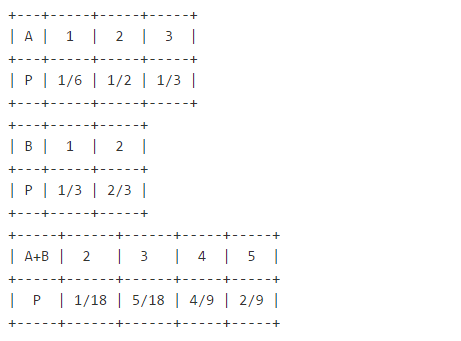 +---+-----+-----+-----+
| A |  1  |  2  |  3  |
+---+-----+-----+-----+
| P | 1/6 | 1/2 | 1/3 |
+---+-----+-----+-----+
+---+-----+-----+
| B |  1  |  2  |
+---+-----+-----+
| P | 1/3 | 2/3 |
+---+-----+-----+
+-----+------+------+-----+-----+
| A+B |  2   |  3   |  4  |  5  |
+-----+------+------+-----+-----+
|  P  | 1/18 | 5/18 | 4/9 | 2/9 |
+-----+------+------+-----+-----+